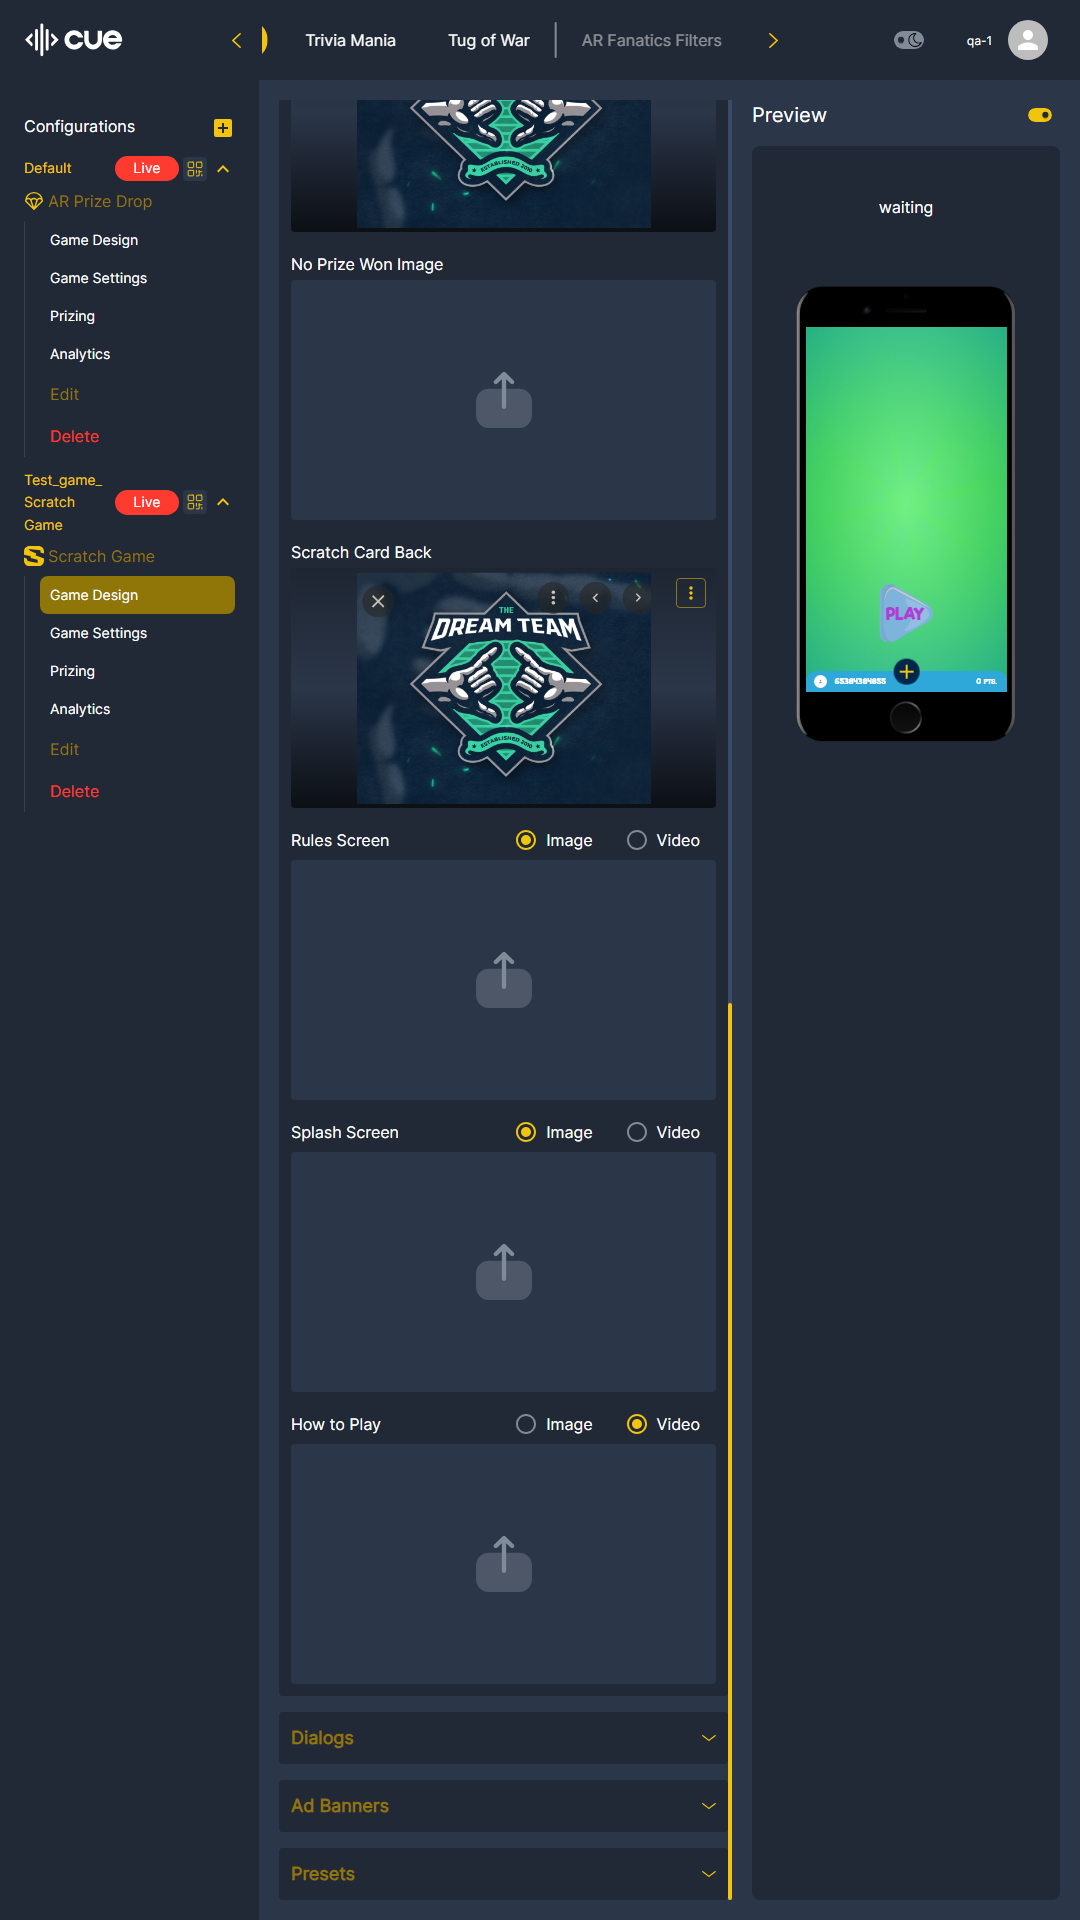 cue
Trivia Mania
Tug of War
AR Fanatics Filters
qa-1
Configurations
Default
Live
AR Prize Drop
Game Design
Game Settings
Prizing
Analytics
Edit
Delete
Test_game_
Scratch
Game
Live
Scratch Game
Game Design
Game Settings
Prizing
Analytics
Edit
Delete
ESTABLISHED 2010
No Prize Won Image
Scratch Card Back
THE
DREAM TEAM
ESTABLISHED 2010
Rules Screen
Image
Video
Splash Screen
Image
Video
How to Play
Image
Video
Dialogs
Ad Banners
Presets
Preview
waiting
PLAY
0 PTS.